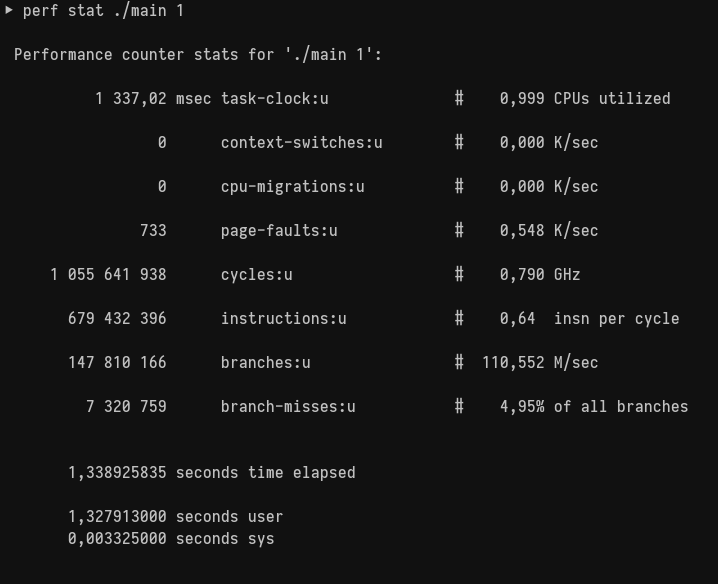 ▶ perf stat ./main 1
Performance counter stats for './main 1':
1 337,02 msec task-clock:u # 0,999 CPUs utilized
0 context-switches:u # 0,000 K/sec
0 cpu-migrations:u # 0,000 K/sec
733 page-faults:u # 0,548 K/sec
1 055 641 938 cycles:u # 0,790 GHz
679 432 396 instructions:u # 0,64 insn per cycle
147 810 166 branches:u # 110,552 M/sec
7 320 759 branch-misses:u # 4,95% of all branches
1,338925835 seconds time elapsed
1,327913000 seconds user
0,003325000 seconds sys